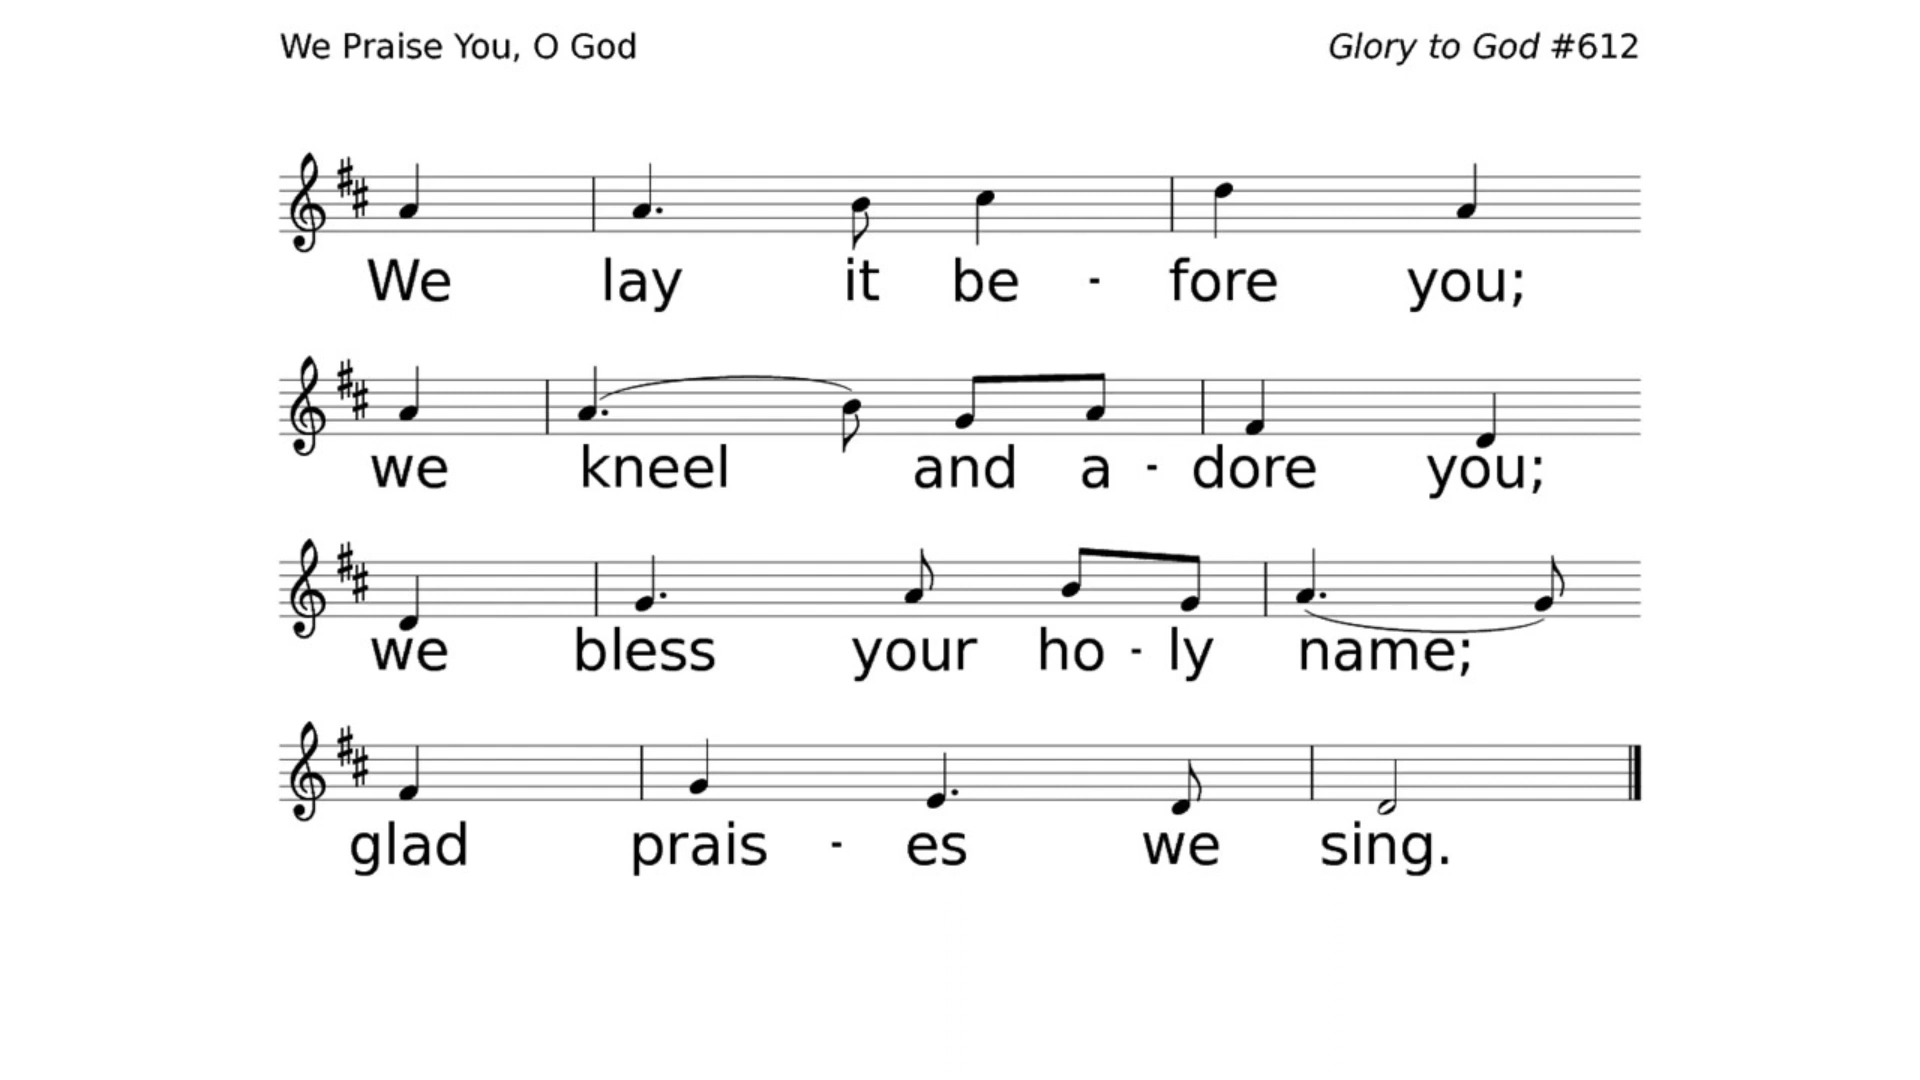 We Praise You, O God Glory to God #612
We lay it be - fore you;
we kneel and a - dore you;
we bless your ho - ly name;
glad prais - es we sing.